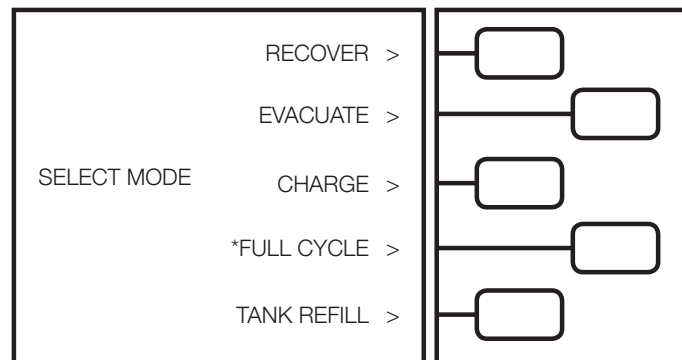 RECOVER >
EVACUATE >
SELECT MODE CHARGE >
*FULL CYCLE >
TANK REFILL >